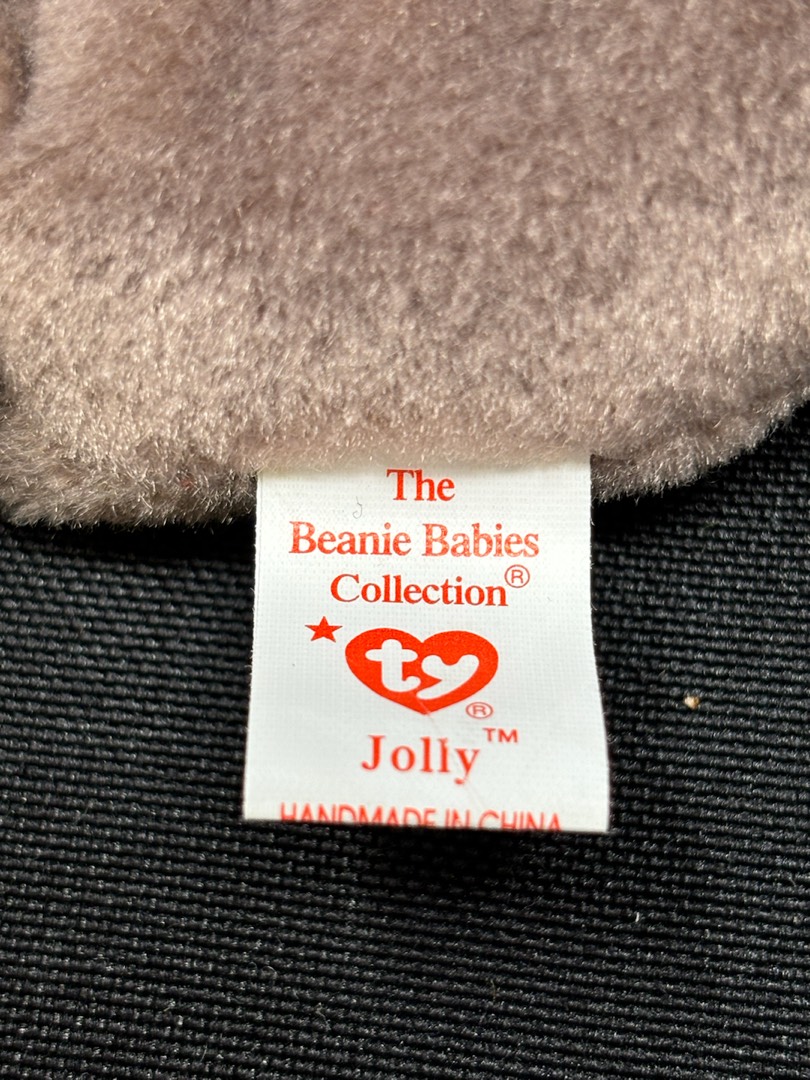 The
Beanie Babies
Collection®
ty®
Jolly™
HANDMADE IN CHINA